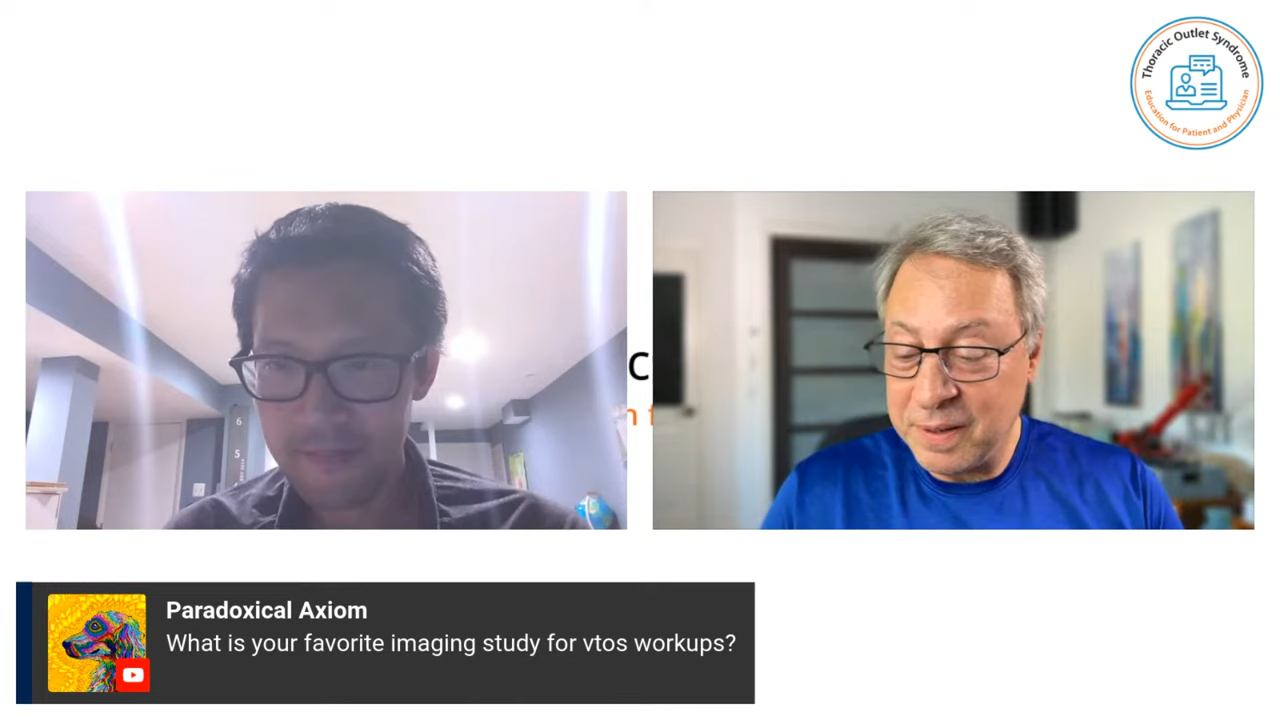 Thoracic Outlet Syndrome
Education for Patient and Physician
C
n f
6
S
Paradoxical Axiom
What is your favorite imaging study for vtos workups?